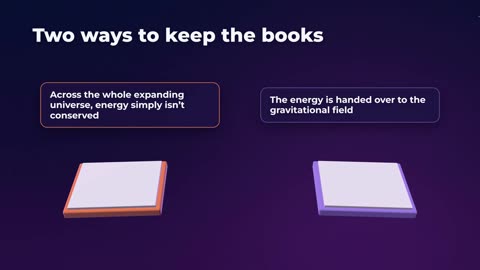 Two ways to keep the books
Across the whole expanding
universe, energy simply isn’t
conserved
The energy is handed over to the
gravitational field